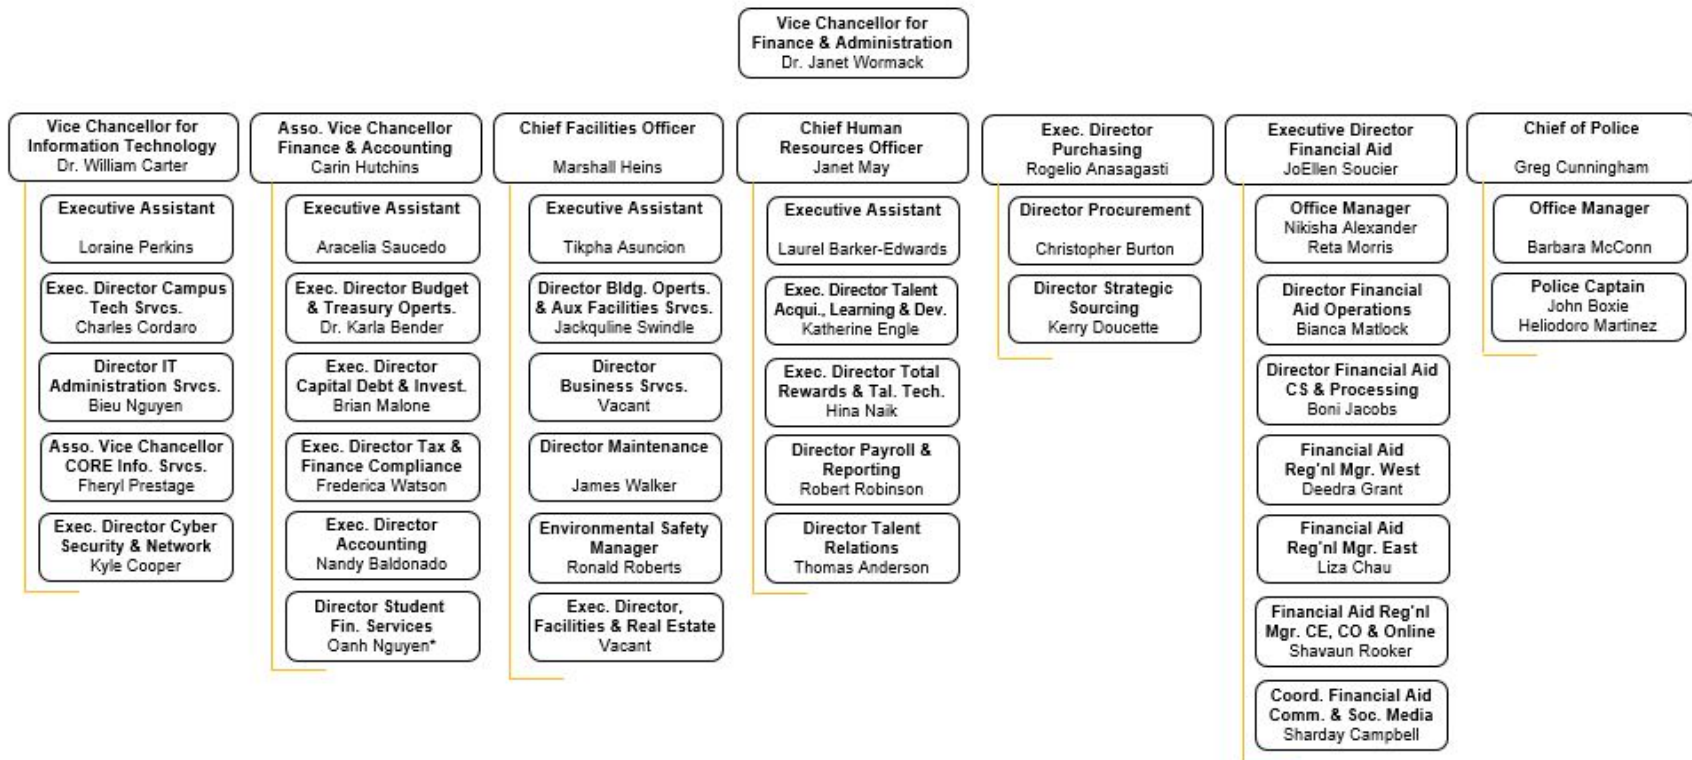 Vice Chancellor for
Finance & Administration
Dr. Janet Wormack
Vice Chancellor for
Information Technology
Dr. William Carter
Executive Assistant
Loraine Perkins
Exec. Director Campus
Tech Srvcs.
Charles Cordaro
Director IT
Administration Srvcs.
Bieu Nguyen
Asso. Vice Chancellor
CORE Info. Srvcs.
Fheryl Prestage
Exec. Director Cyber
Security & Network
Kyle Cooper
Asso. Vice Chancellor
Finance & Accounting
Carin Hutchins
Executive Assistant
Aracelia Saucedo
Exec. Director Budget
& Treasury Operts.
Dr. Karla Bender
Exec. Director
Capital Debt & Invest.
Brian Malone
Exec. Director Tax &
Finance Compliance
Frederica Watson
Exec. Director
Accounting
Nandy Baldonado
Director Student
Fin. Services
Oanh Nguyen*
Chief Facilities Officer
Marshall Heins
Executive Assistant
Tikpha Asuncion
Director Bldg. Operts.
& Aux Facilities Srvcs.
Jackquline Swindle
Director
Business Srvcs.
Vacant
Director Maintenance
James Walker
Environmental Safety
Manager
Ronald Roberts
Exec. Director,
Facilities & Real Estate
Vacant
Chief Human
Resources Officer
Janet May
Executive Assistant
Laurel Barker-Edwards
Exec. Director Talent
Acqui., Learning & Dev.
Katherine Engle
Exec. Director Total
Rewards & Tal. Tech.
Hina Naik
Director Payroll &
Reporting
Robert Robinson
Director Talent
Relations
Thomas Anderson
Exec. Director
Purchasing
Rogelio Anasagasti
Director Procurement
Christopher Burton
Director Strategic
Sourcing
Kerry Doucette
Executive Director
Financial Aid
JoEllen Soucier
Office Manager
Nikisha Alexander
Reta Morris
Director Financial
Aid Operations
Bianca Matlock
Director Financial Aid
CS & Processing
Boni Jacobs
Financial Aid
Reg'nl Mgr. West
Deedra Grant
Financial Aid
Reg'nl Mgr. East
Liza Chau
Financial Aid Reg'nl
Mgr. CE, CO & Online
Shavaun Rooker
Coord. Financial Aid
Comm. & Soc. Media
Sharday Campbell
Chief of Police
Greg Cunningham
Office Manager
Barbara McConn
Police Captain
John Boxie
Heliodoro Martinez